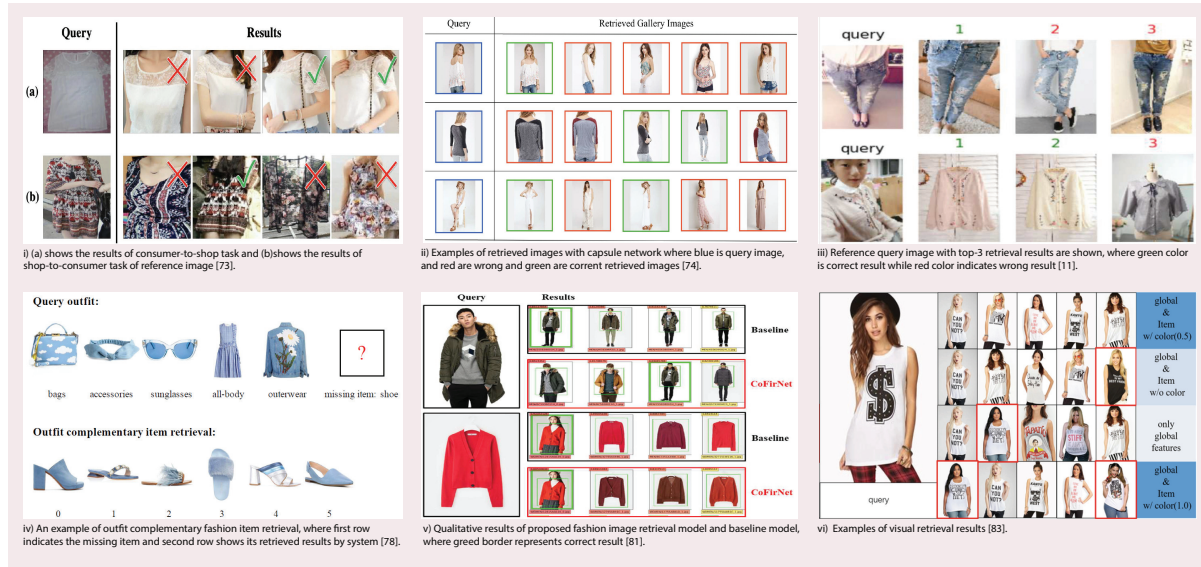 Query Results
(a)
(b)
i) (a) shows the results of consumer-to-shop task and (b)shows the results of
shop-to-consumer task of reference image [73].
Query Retrieved Gallery Images
ii) Examples of retrieved images with capsule network where blue is query image,
and red are wrong and green are corrent retrieved images [74].
query 1 2 3
query 1 2 3
iii) Reference query image with top-3 retrieval results are shown, where green color
is correct result while red color indicates wrong result [11].
Query outfit:
?
bags accessories sunglasses all-body outerwear missing item: shoe
Outfit complementary item retrieval:
0 1 2 3 4 5
iv) An example of outfit complementary fashion item retrieval, where first row
indicates the missing item and second row shows its retrieved results by system [78].
Query Results
Baseline
CoFirNet
Baseline
CoFirNet
v) Qualitative results of proposed fashion image retrieval model and baseline model,
where greed border represents correct result [81].
$
query
global
&
Item
w/ color(0.5)
global
&
Item
w/o color
only
global
features
global
&
Item
w/ color(1.0)
CAN
YOU
NOT?
vi) Examples of visual retrieval results [83].